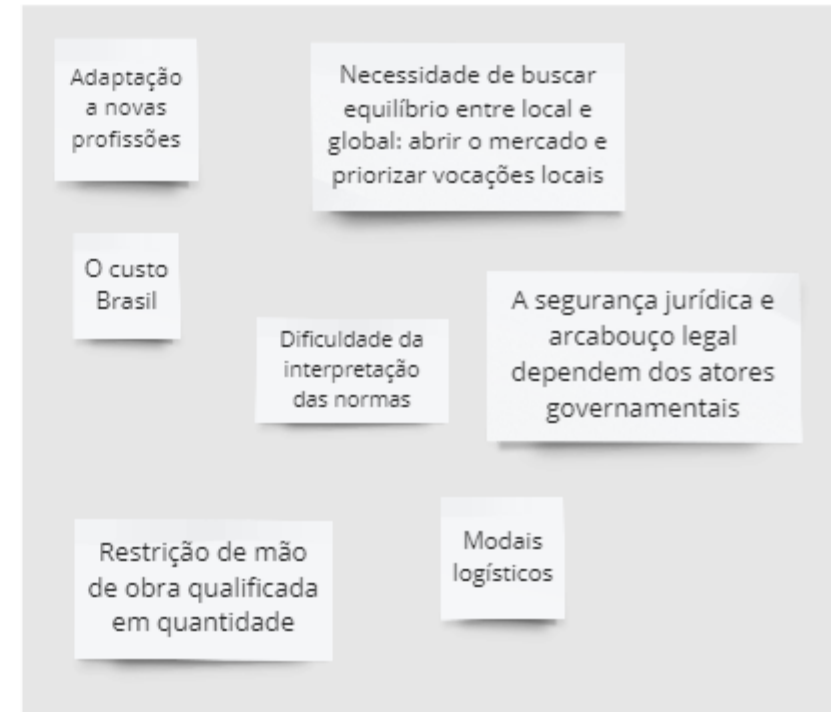 Adaptação
a novas
profissões
Necessidade de buscar
equilíbrio entre local e
global: abrir o mercado e
priorizar vocações locais
O custo
Brasil
Dificuldade da
interpretação
das normas
A segurança jurídica e
arcabouço legal
dependem dos atores
governamentais
Restrição de mão
de obra qualificada
em quantidade
Modais
logísticos